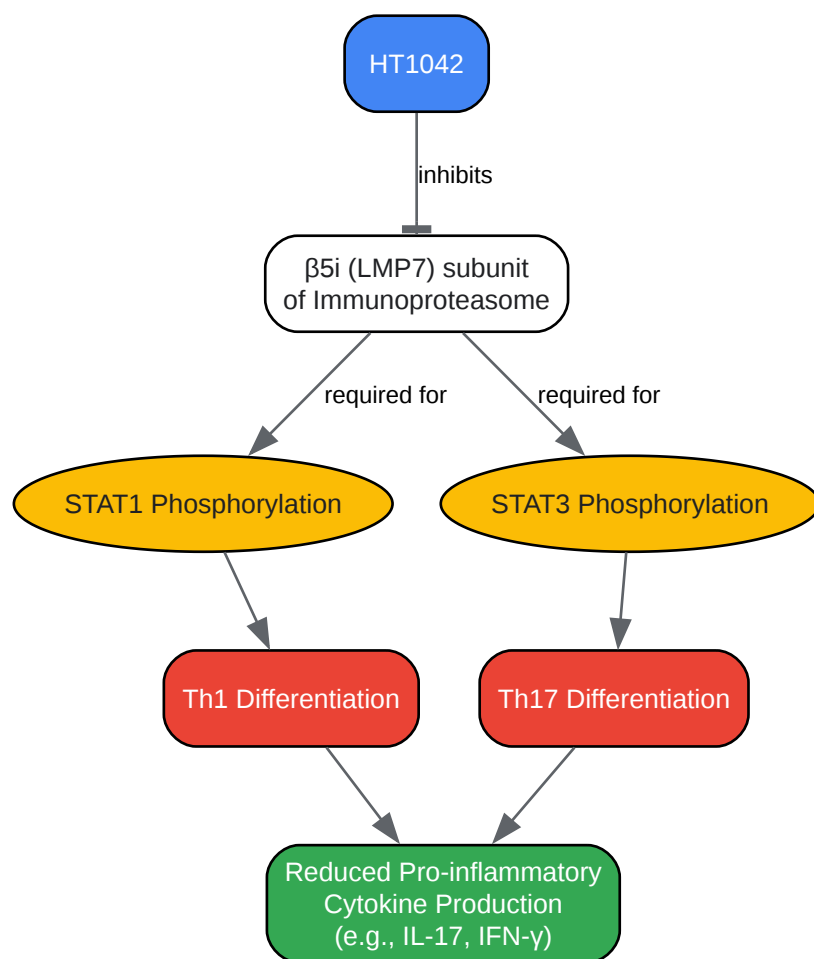 HT1042
inhibits
β5i (LMP7) subunit
of Immunoproteasome
required for
required for
STAT1 Phosphorylation
STAT3 Phosphorylation
Th1 Differentiation
Th17 Differentiation
Reduced Pro-inflammatory
Cytokine Production
(e.g., IL-17, IFN-γ)